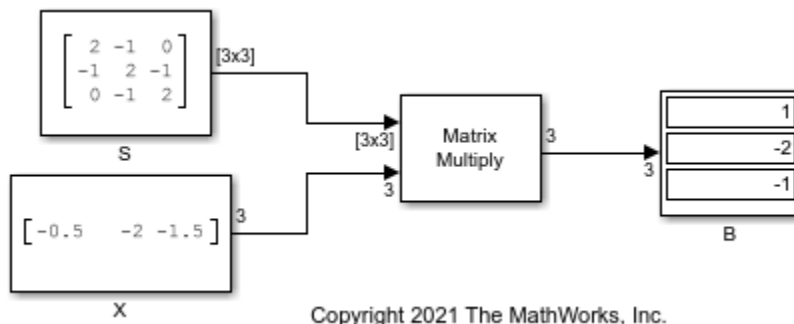 2 -1 0
-1 2 -1
0 -1 2
[3x3]
S
[-0.5 -2 -1.5]
3
X
[3x3]
3
Matrix
Multiply
3
3
1
-2
-1
B
Copyright 2021 The MathWorks, Inc.